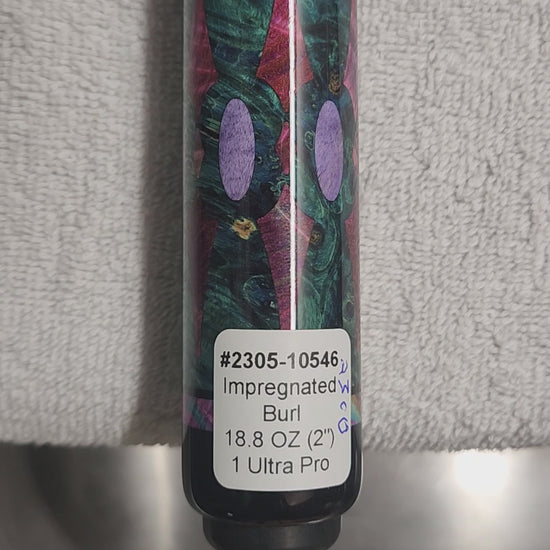 #2305-10546
Impregnated
Burl
18.8 OZ (2")
1 Ultra Pro